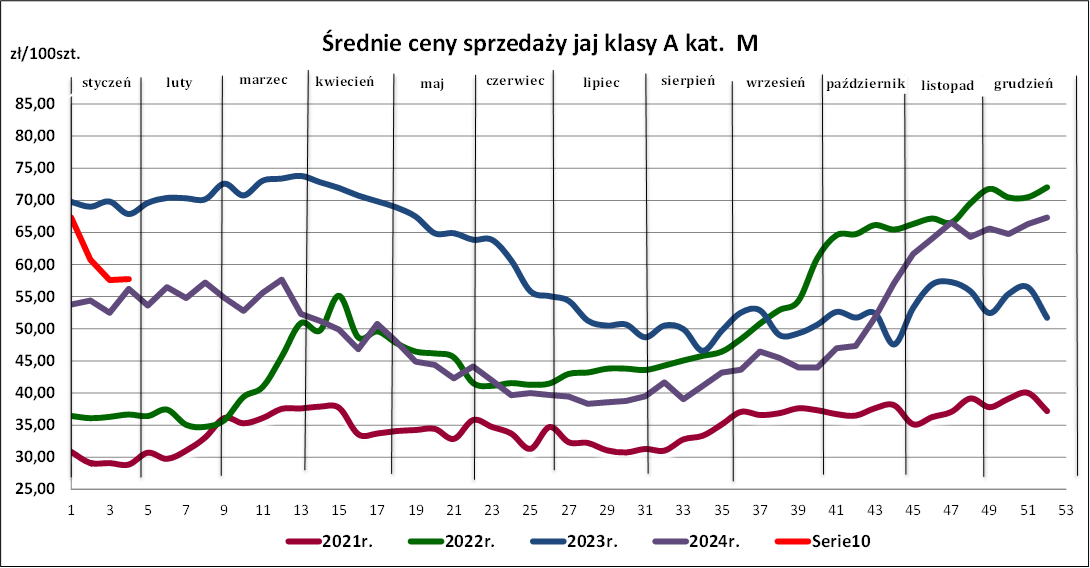 Średnie ceny sprzedaży jaj klasy A kat. M
zł/100szt.
styczeń luty marzec kwiecień maj czerwiec lipiec sierpień wrzesień październik listopad grudzień
85,00
80,00
75,00
70,00
65,00
60,00
55,00
50,00
45,00
40,00
35,00
30,00
25,00
1 3 5 7 9 11 13 15 17 19 21 23 25 27 29 31 33 35 37 39 41 43 45 47 49 51 53
2021r. 2022r. 2023r. 2024r. Serie10